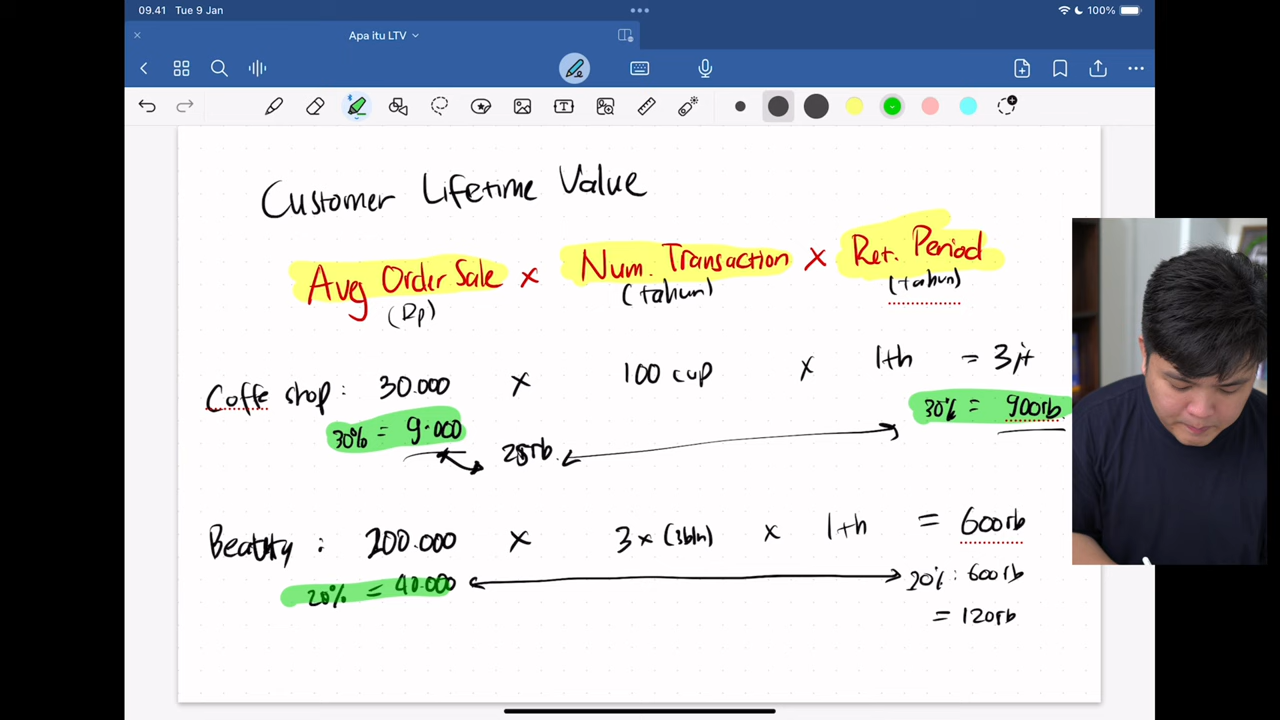 09.41 Tue 9 Jan 100%
Apa itu LTV
Customer Lifetime Value
Avg Order Sale x Num. Transaction x Ret. Period
(Rp) (tahun) (tahun)
Coffe shop : 30.000 x 100 cup x 1th = 3jt
30% = 9.000 30% = 900rb
25rb.
Beauty : 200.000 x 3x (3bln) x 1th = 600rb
20% = 40.000 20% : 600rb
= 120rb